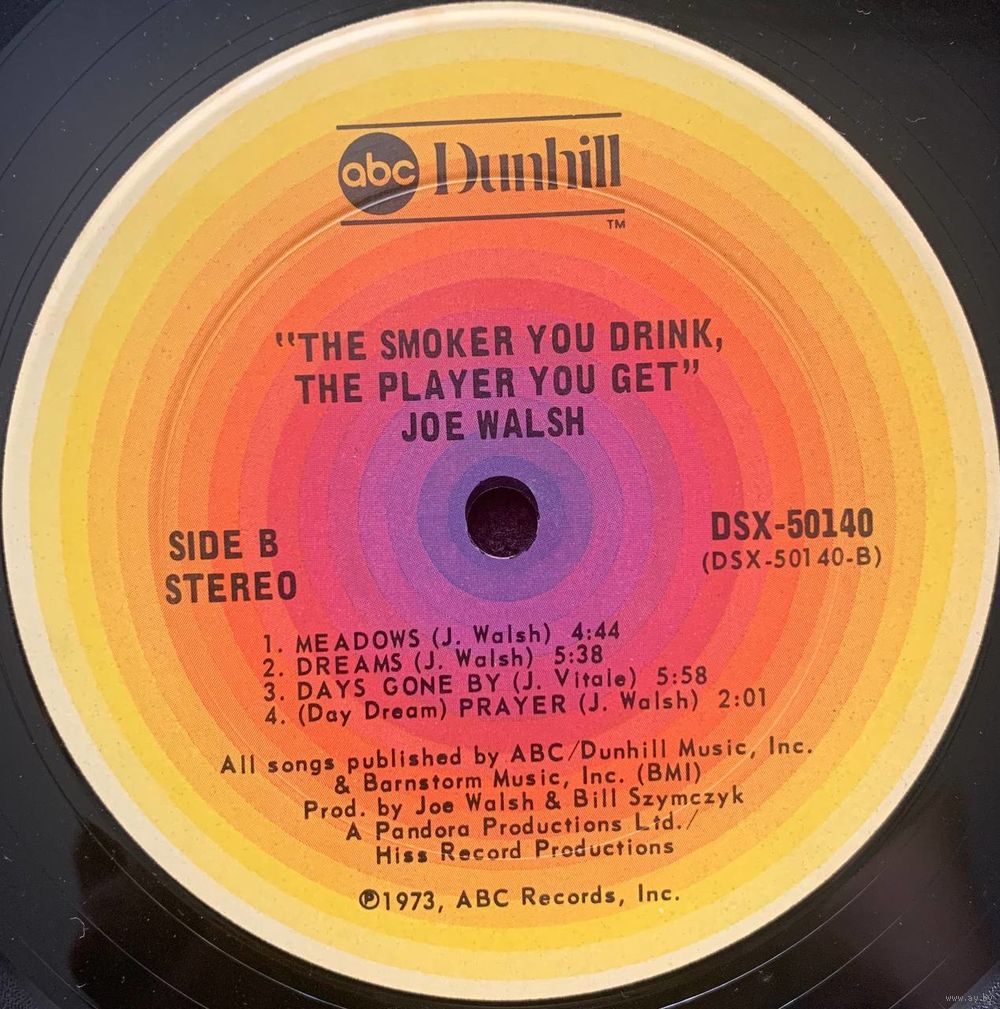 abc Dunhill
TM
"THE SMOKER YOU DRINK,
THE PLAYER YOU GET"
JOE WALSH
SIDE B
STEREO
DSX-50140
(DSX-50140-B)
1. MEADOWS (J. Walsh) 4:44
2. DREAMS (J. Walsh) 5:38
3. DAYS GONE BY (J. Vitale) 5:58
4. (Day Dream) PRAYER (J. Walsh) 2:01
All songs published by ABC/Dunhill Music, Inc.
& Barnstorm Music, Inc. (BMI)
Prod. by Joe Walsh & Bill Szymczyk
A Pandora Productions Ltd./
Hiss Record Productions
℗1973, ABC Records, Inc.
www.ay.by